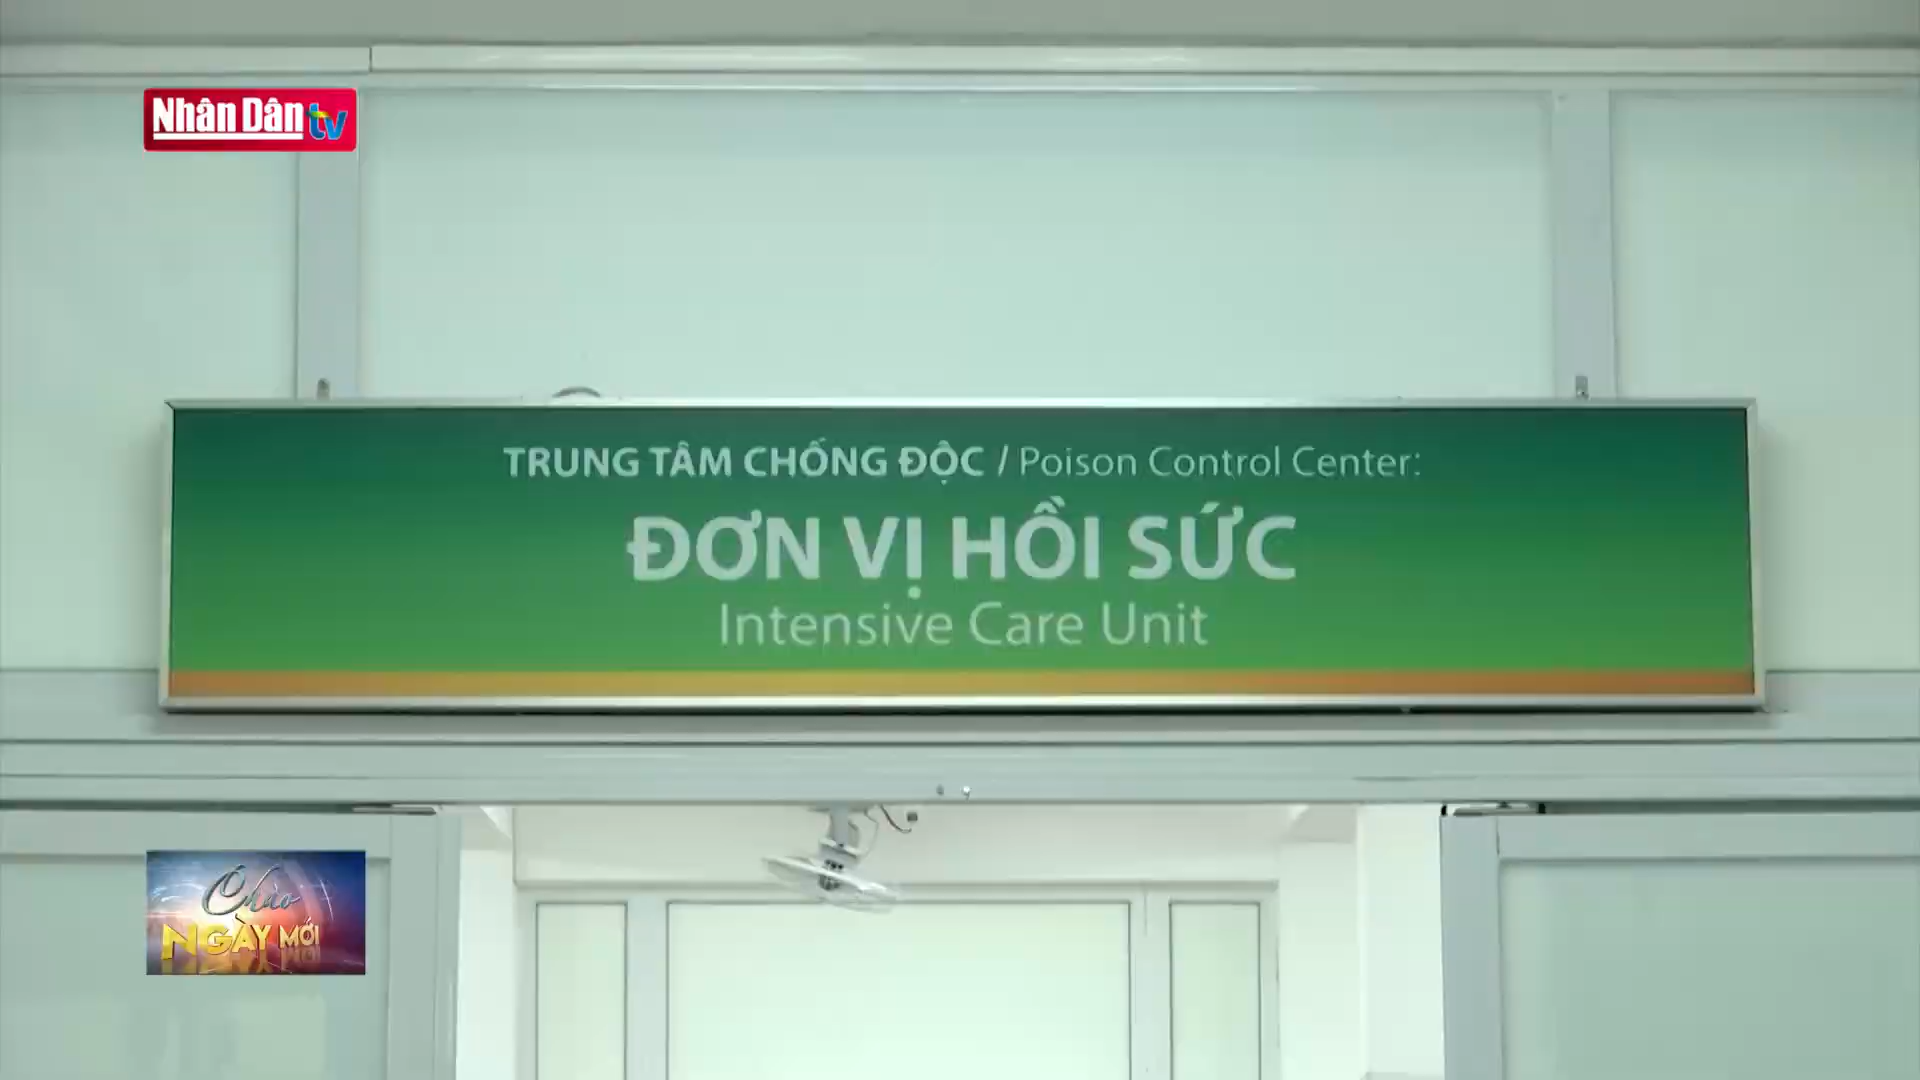 Nhân Dân tv
TRUNG TÂM CHỐNG ĐỘC / Poison Control Center:
ĐƠN VỊ HỒI SỨC
Intensive Care Unit
Chào
NGÀY MỚI